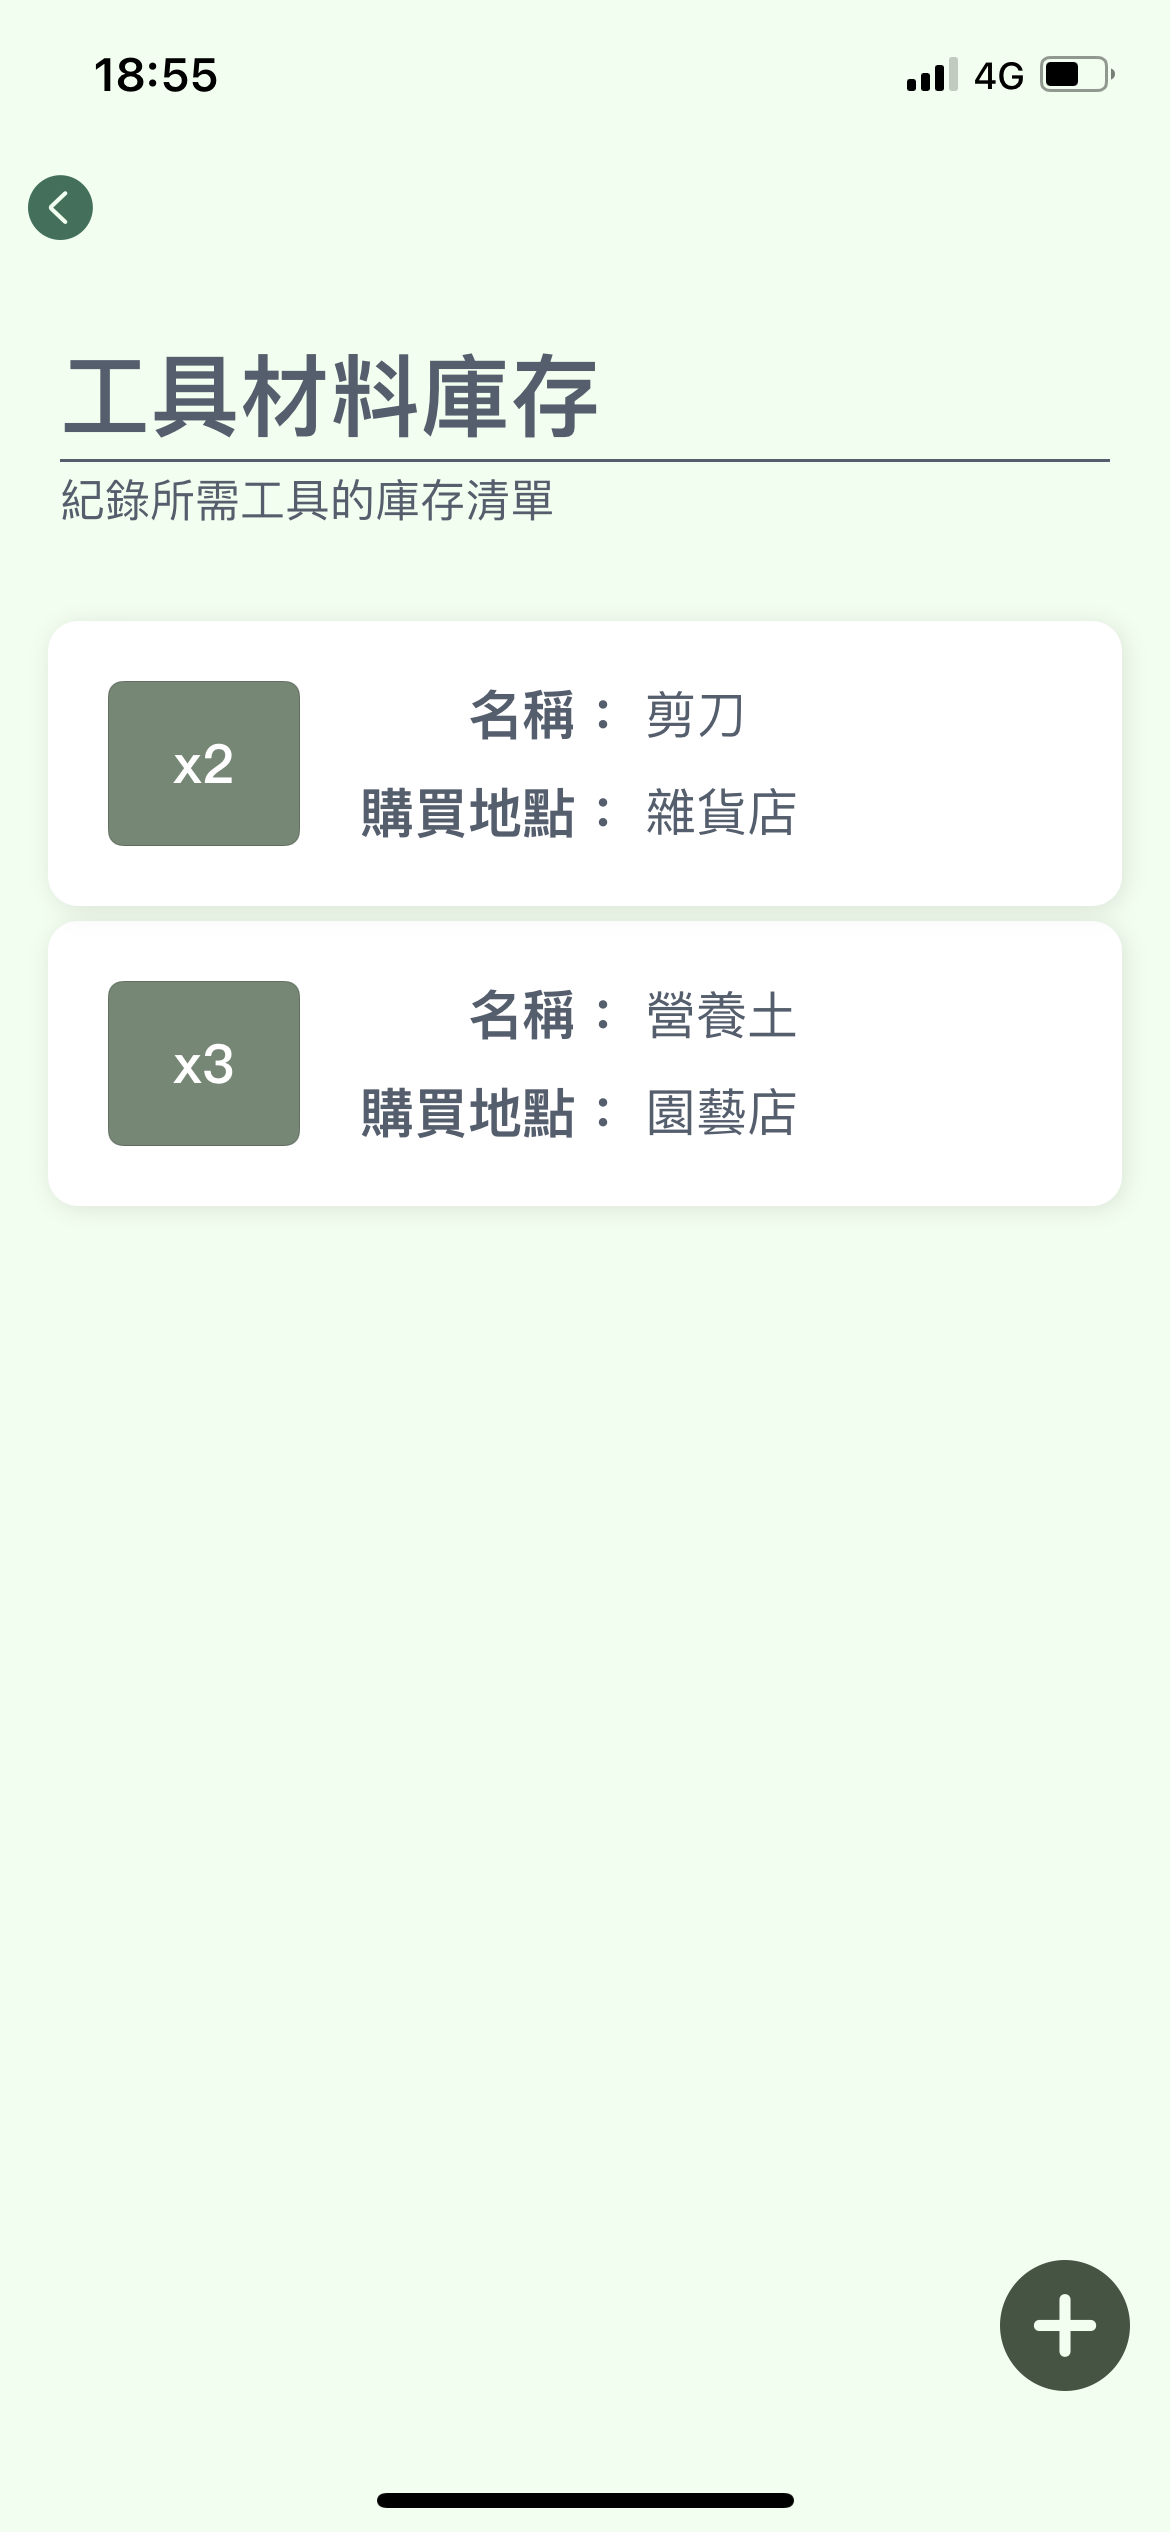 18:55
4G
工具材料庫存
紀錄所需工具的庫存清單
x2
名稱： 剪刀
購買地點： 雜貨店
x3
名稱： 營養土
購買地點： 園藝店